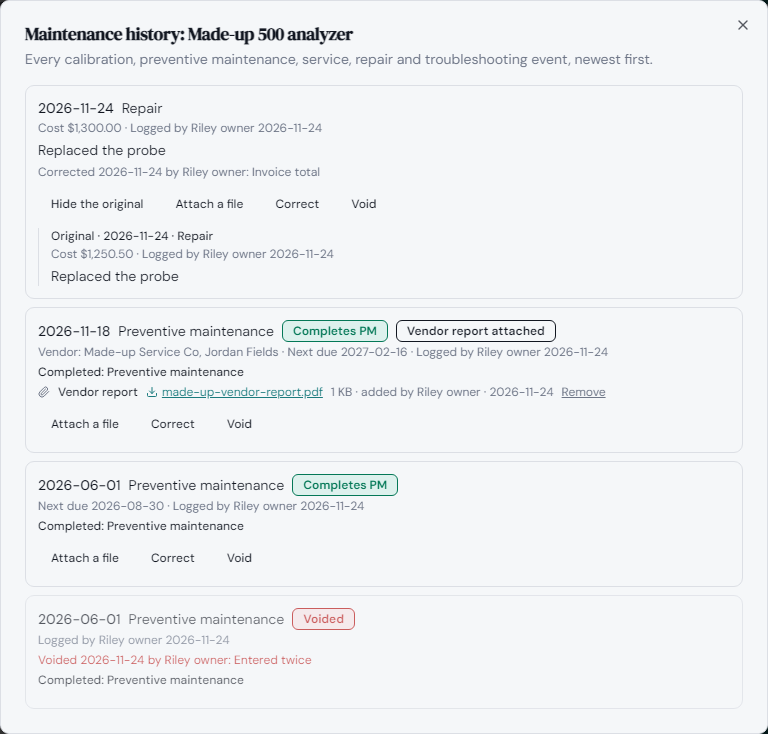 Maintenance history: Made-up 500 analyzer
Every calibration, preventive maintenance, service, repair and troubleshooting event, newest first.
2026-11-24 Repair
Cost $1,300.00 · Logged by Riley owner 2026-11-24
Replaced the probe
Corrected 2026-11-24 by Riley owner: Invoice total
Hide the original Attach a file Correct Void
Original · 2026-11-24 · Repair
Cost $1,250.50 · Logged by Riley owner 2026-11-24
Replaced the probe
2026-11-18 Preventive maintenance Completes PM Vendor report attached
Vendor: Made-up Service Co, Jordan Fields · Next due 2027-02-16 · Logged by Riley owner 2026-11-24
Completed: Preventive maintenance
Vendor report made-up-vendor-report.pdf 1 KB · added by Riley owner · 2026-11-24 Remove
Attach a file Correct Void
2026-06-01 Preventive maintenance Completes PM
Next due 2026-08-30 · Logged by Riley owner 2026-11-24
Completed: Preventive maintenance
Attach a file Correct Void
2026-06-01 Preventive maintenance Voided
Logged by Riley owner 2026-11-24
Voided 2026-11-24 by Riley owner: Entered twice
Completed: Preventive maintenance